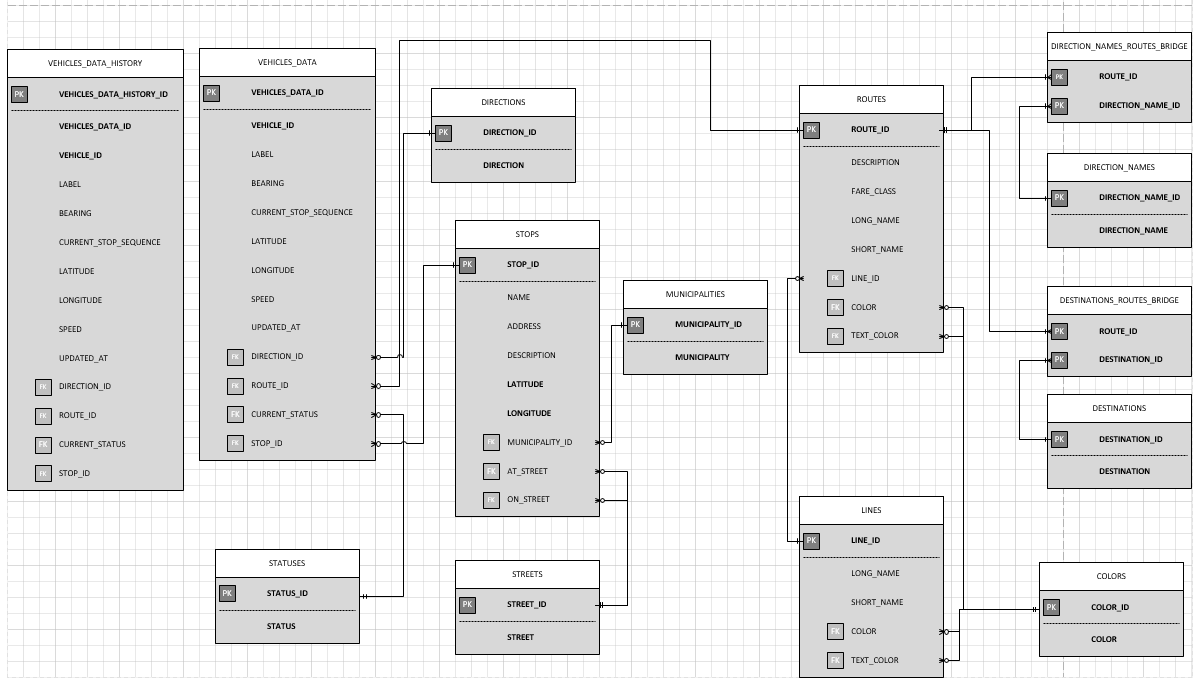 VEHICLES_DATA_HISTORY
PK VEHICLES_DATA_HISTORY_ID
VEHICLES_DATA_ID
VEHICLE_ID
LABEL
BEARING
CURRENT_STOP_SEQUENCE
LATITUDE
LONGITUDE
SPEED
UPDATED_AT
FK DIRECTION_ID
FK ROUTE_ID
FK CURRENT_STATUS
FK STOP_ID
VEHICLES_DATA
PK VEHICLES_DATA_ID
VEHICLE_ID
LABEL
BEARING
CURRENT_STOP_SEQUENCE
LATITUDE
LONGITUDE
SPEED
UPDATED_AT
FK DIRECTION_ID
FK ROUTE_ID
FK CURRENT_STATUS
FK STOP_ID
STATUSES
PK STATUS_ID
STATUS
DIRECTIONS
PK DIRECTION_ID
DIRECTION
STOPS
PK STOP_ID
NAME
ADDRESS
DESCRIPTION
LATITUDE
LONGITUDE
FK MUNICIPALITY_ID
FK AT_STREET
FK ON_STREET
STREETS
PK STREET_ID
STREET
MUNICIPALITIES
PK MUNICIPALITY_ID
MUNICIPALITY
ROUTES
PK ROUTE_ID
DESCRIPTION
FARE_CLASS
LONG_NAME
SHORT_NAME
FK LINE_ID
FK COLOR
FK TEXT_COLOR
LINES
PK LINE_ID
LONG_NAME
SHORT_NAME
FK COLOR
FK TEXT_COLOR
DIRECTION_NAMES_ROUTES_BRIDGE
PK ROUTE_ID
PK DIRECTION_NAME_ID
DIRECTION_NAMES
PK DIRECTION_NAME_ID
DIRECTION_NAME
DESTINATIONS_ROUTES_BRIDGE
PK ROUTE_ID
PK DESTINATION_ID
DESTINATIONS
PK DESTINATION_ID
DESTINATION
COLORS
PK COLOR_ID
COLOR